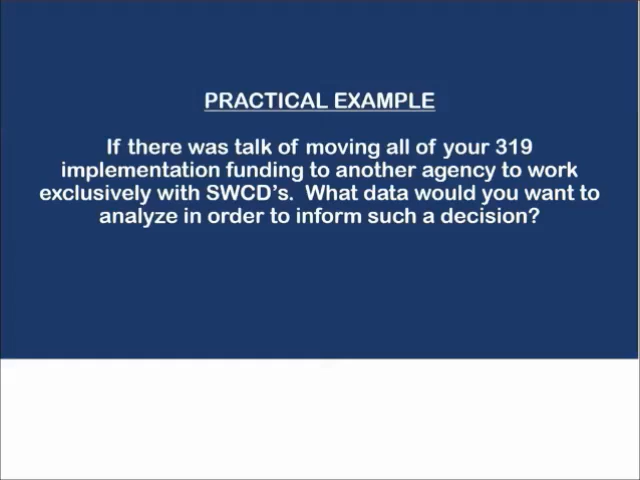 PRACTICAL EXAMPLE
If there was talk of moving all of your 319
implementation funding to another agency to work
exclusively with SWCD's.  What data would you want to
analyze in order to inform such a decision?